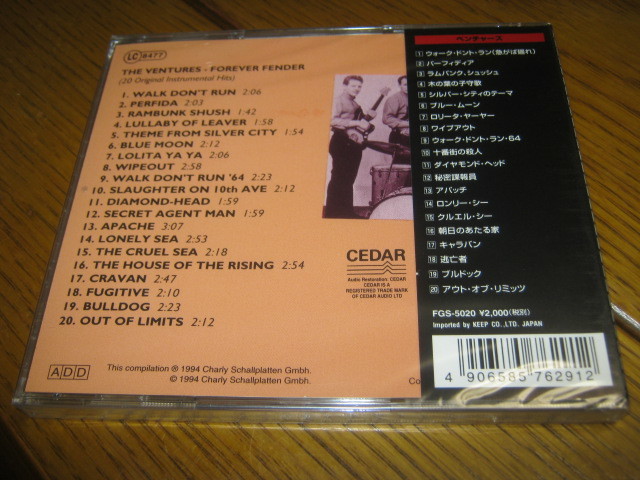 LC 8477
THE VENTURES - FOREVER FENDER
(20 Original Instrumental Hits)
1. WALK DON'T RUN 2:06
2. PERFIDA 2:03
3. RAMBUNK SHUSH 1:42
4. LULLABY OF LEAVER 2:58
5. THEME FROM SILVER CITY 1:54
6. BLUE MOON 2:12
7. LOLITA YA YA 2:06
8. WIPEOUT 2:58
9. WALK DON'T RUN '64 2:23
10. SLAUGHTER ON 10th AVE 2:12
11. DIAMOND-HEAD 1:59
12. SECRET AGENT MAN 1:59
13. APACHE 3:07
14. LONELY SEA 2:53
15. THE CRUEL SEA 2:18
16. THE HOUSE OF THE RISING 2:54
17. CRAVAN 2:47
18. FUGITIVE 2:10
19. BULLDOG 2:23
20. OUT OF LIMITS 2:12
ADD
This compilation ℗ 1994 Charly Schallplatten Gmbh.
© 1994 Charly Schallplatten Gmbh.
CEDAR
Audio Restoration. CEDAR
CEDAR IS A
REGISTERED TRADE MARK
OF CEDAR AUDIO LTD
Co
ベンチャーズ
1 ウォーク・ドント・ラン(急がば廻れ)
2 パーフィディア
3 ラムバンク、シュッシュ
4 木の葉の子守歌
5 シルバー・シティのテーマ
6 ブルー・ムーン
7 ロリータ・ヤーヤー
8 ワイプアウト
9 ウォーク・ドント・ラン・64
10 十番街の殺人
11 ダイヤモンド・ヘッド
12 秘密諜報員
13 アパッチ
14 ロンリー・シー
15 クルエル・シー
16 朝日のあたる家
17 キャラバン
18 逃亡者
19 ブルドック
20 アウト・オブ・リミッツ
FGS-5020 ¥2,000(税別)
Imported by KEEP CO.,LTD. JAPAN
4 906585 762912